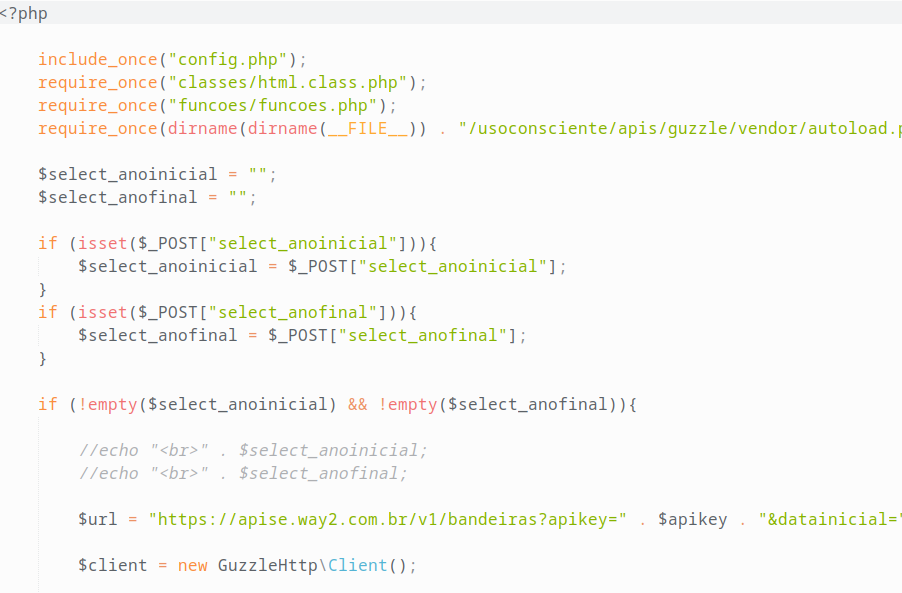 <?php
include_once("config.php");
require_once("classes/html.class.php");
require_once("funcoes/funcoes.php");
require_once(dirname(dirname(__FILE__)) . "/usoconsciente/apis/guzzle/vendor/autoload.p
$select_anoinicial = "";
$select_anofinal = "";
if (isset($_POST["select_anoinicial"])){
$select_anoinicial = $_POST["select_anoinicial"];
}
if (isset($_POST["select_anofinal"])){
$select_anofinal = $_POST["select_anofinal"];
}
if (!empty($select_anoinicial) && !empty($select_anofinal)){
//echo "<br>" . $select_anoinicial;
//echo "<br>" . $select_anofinal;
$url = "https://apise.way2.com.br/v1/bandeiras?apikey=" . $apikey . "&datainicial="
$client = new GuzzleHttp\Client();